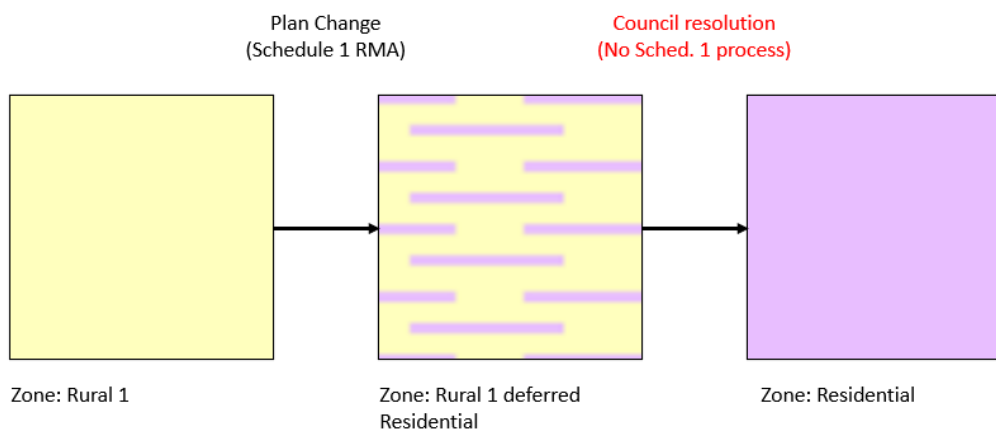 Plan Change
(Schedule 1 RMA)
Council resolution
(No Sched. 1 process)
Zone: Rural 1
Zone: Rural 1 deferred
Residential
Zone: Residential